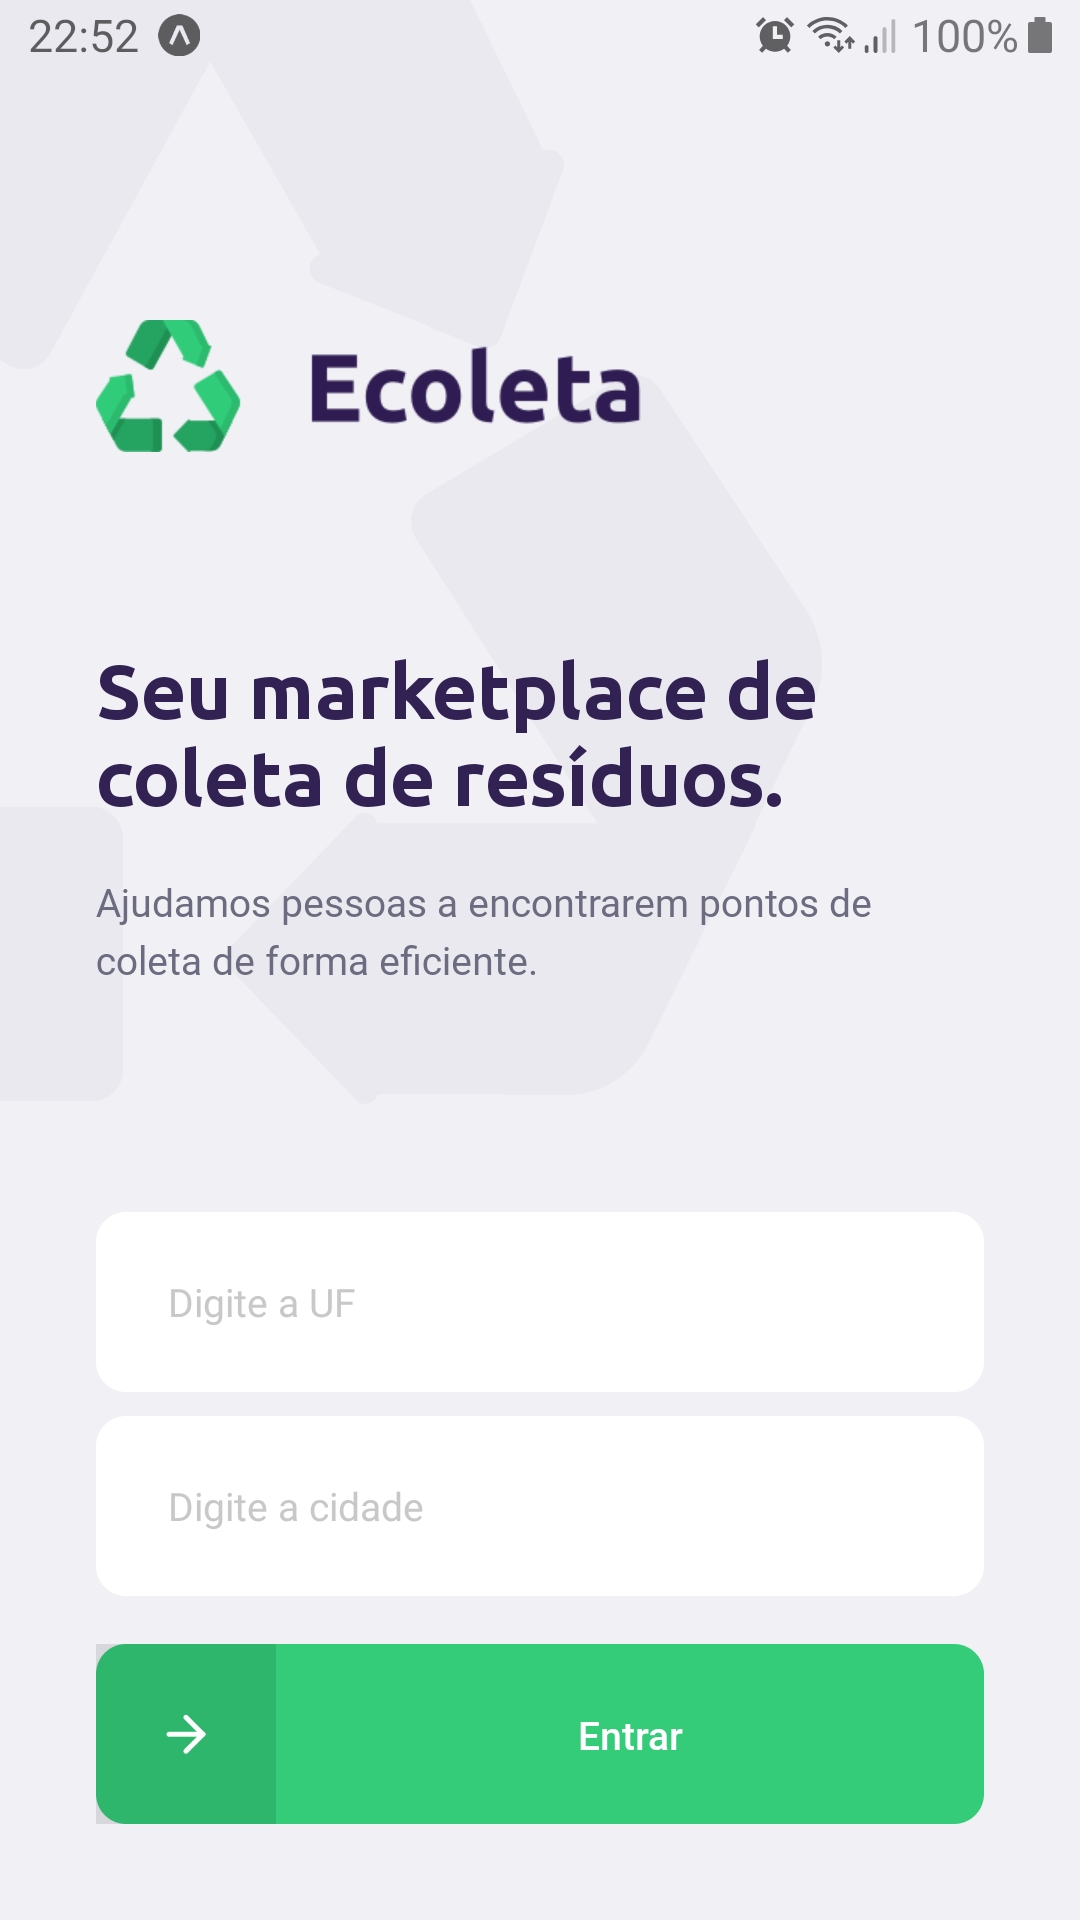 22:52 100%
Ecoleta
Seu marketplace de
coleta de resíduos.
Ajudamos pessoas a encontrarem pontos de
coleta de forma eficiente.
Digite a UF
Digite a cidade
Entrar